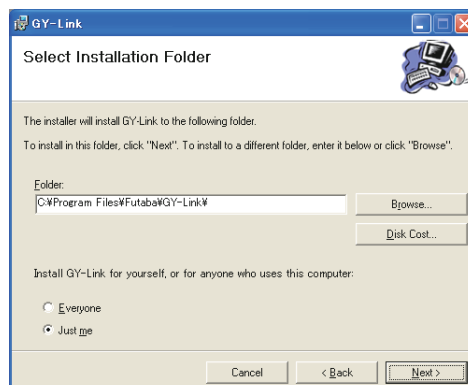 GY-Link
Select Installation Folder
The installer will install GY-Link to the following folder.
To install in this folder, click "Next". To install to a different folder, enter it below or click "Browse".
Folder:
C:¥Program Files¥Futaba¥GY-Link¥
Browse...
Disk Cost...
Install GY-Link for yourself, or for anyone who uses this computer:
Everyone
Just me
Cancel
< Back
Next >